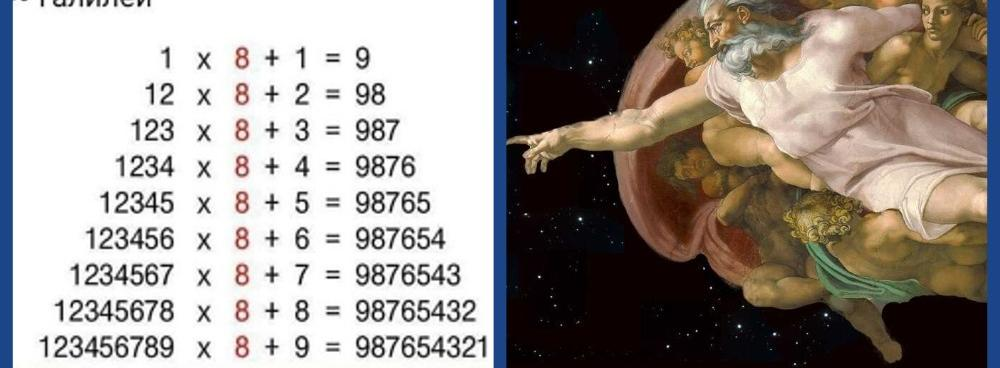 Галилей
1 x 8 + 1 = 9
12 x 8 + 2 = 98
123 x 8 + 3 = 987
1234 x 8 + 4 = 9876
12345 x 8 + 5 = 98765
123456 x 8 + 6 = 987654
1234567 x 8 + 7 = 9876543
12345678 x 8 + 8 = 98765432
123456789 x 8 + 9 = 987654321